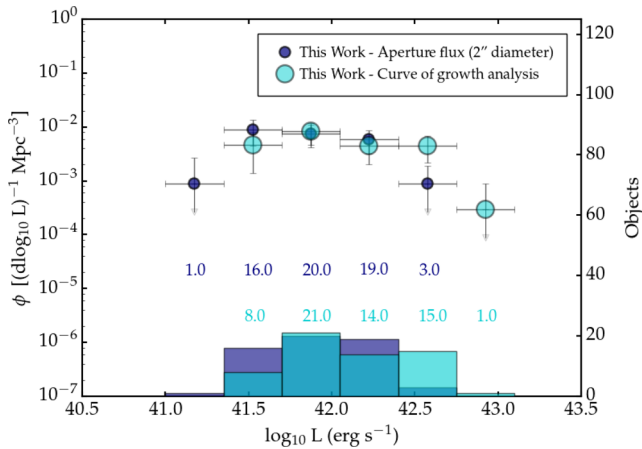 10⁰
10⁻¹
10⁻²
10⁻³
10⁻⁴
10⁻⁵
10⁻⁶
10⁻⁷
ϕ [(dlog₁₀ L)⁻¹ Mpc⁻³]
This Work - Aperture flux (2″ diameter)
This Work - Curve of growth analysis
1.0 16.0 20.0 19.0 3.0
8.0 21.0 14.0 15.0 1.0
120
100
80
60
40
20
0
Objects
40.5 41.0 41.5 42.0 42.5 43.0 43.5
log₁₀ L (erg s⁻¹)